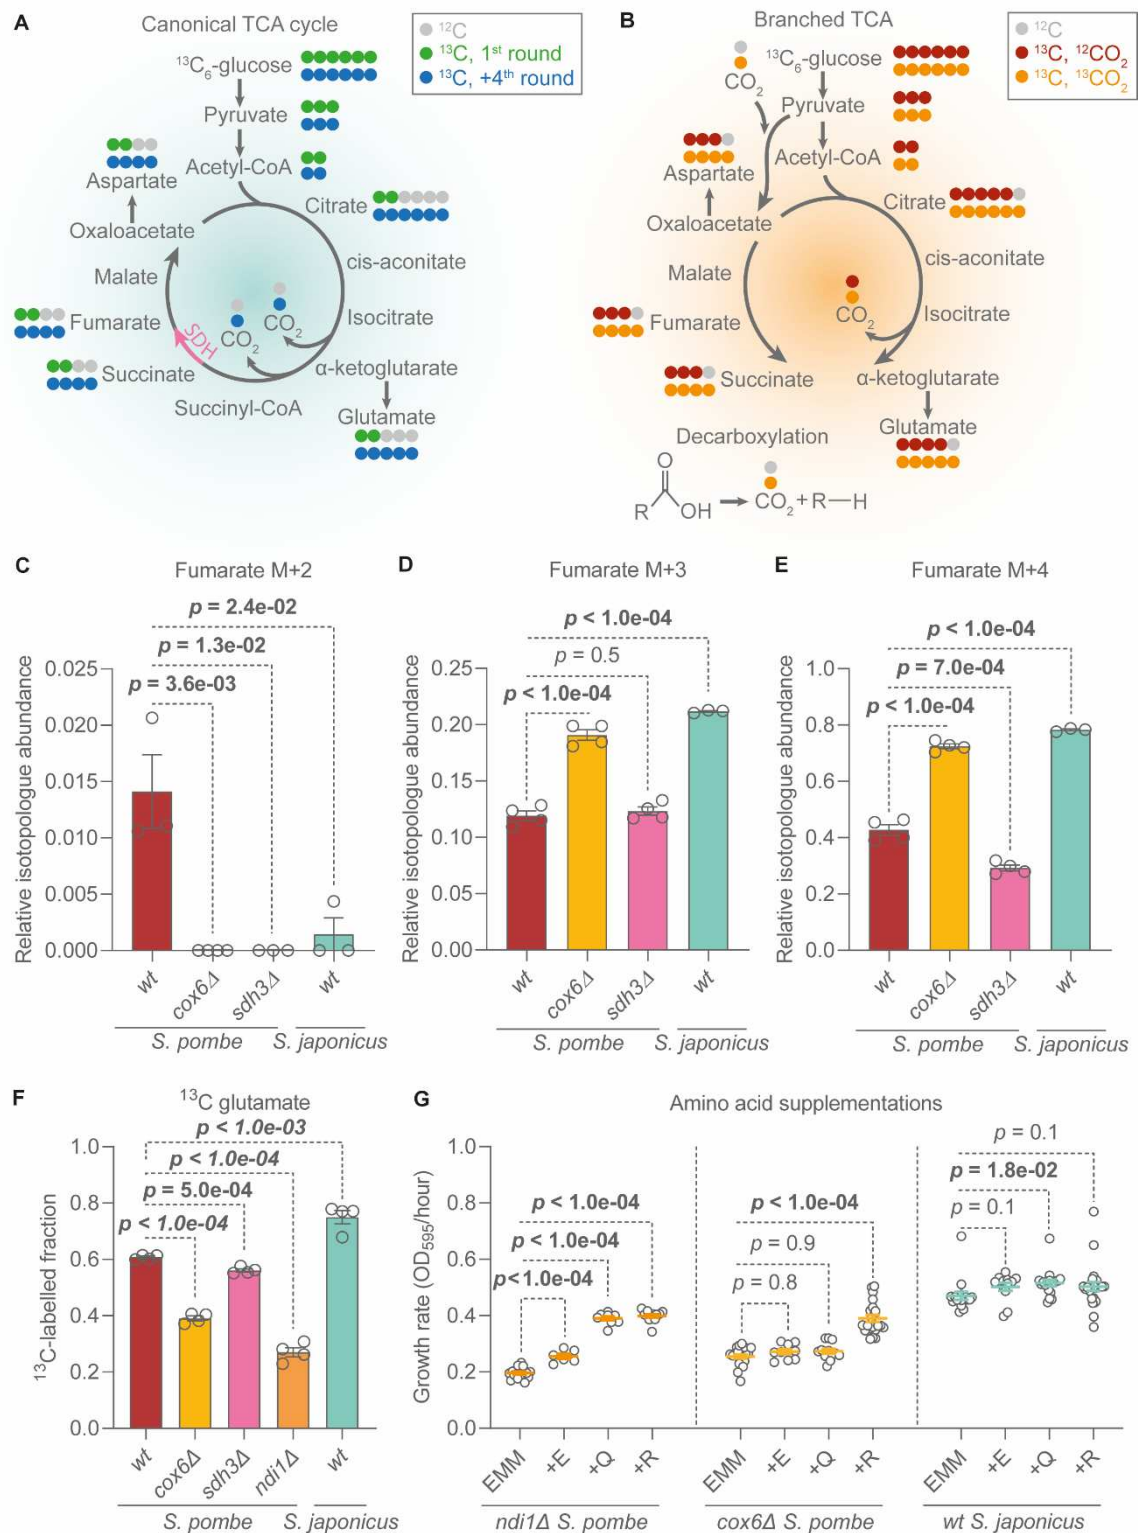 A
Canonical TCA cycle
¹²C
¹³C, 1ˢᵗ round
¹³C, +4ᵗʰ round
¹³C₆-glucose
Pyruvate
Acetyl-CoA
Aspartate
Citrate
Oxaloacetate
cis-aconitate
Malate
Isocitrate
Fumarate
SDH
CO₂
CO₂
Succinate
α-ketoglutarate
Succinyl-CoA
Glutamate
B
Branched TCA
¹²C
¹³C, ¹²CO₂
¹³C, ¹³CO₂
¹³C₆-glucose
CO₂
Pyruvate
Acetyl-CoA
Aspartate
Citrate
Oxaloacetate
cis-aconitate
Malate
Isocitrate
Fumarate
CO₂
Succinate
α-ketoglutarate
Glutamate
Decarboxylation
O
R
OH
CO₂+R—H
C
Fumarate M+2
p = 2.4e-02
p = 1.3e-02
p = 3.6e-03
Relative isotopologue abundance
0.025
0.020
0.015
0.010
0.005
0.000
wt
cox6Δ
sdh3Δ
wt
S. pombe
S. japonicus
D
Fumarate M+3
p < 1.0e-04
p = 0.5
p < 1.0e-04
Relative isotopologue abundance
0.25
0.20
0.15
0.10
0.05
0.00
wt
cox6Δ
sdh3Δ
wt
S. pombe
S. japonicus
E
Fumarate M+4
p < 1.0e-04
p = 7.0e-04
p < 1.0e-04
Relative isotopologue abundance
1.0
0.8
0.4
0.2
0.0
wt
cox6Δ
sdh3Δ
wt
S. pombe
S. japonicus
F
¹³C glutamate
p < 1.0e-03
p < 1.0e-04
p = 5.0e-04
p < 1.0e-04
¹³C-labelled fraction
1.0
0.8
0.6
0.4
0.2
0.0
wt
cox6Δ
sdh3Δ
ndi1Δ
wt
S. pombe
S. japonicus
G
Amino acid supplementations
Growth rate (OD₅₉₅/hour)
1.0
0.8
0.6
0.4
0.2
0.0
p < 1.0e-04
p < 1.0e-04
p < 1.0e-04
p < 1.0e-04
p = 0.9
p = 0.8
p = 0.1
p = 1.8e-02
p = 0.1
EMM
+E
+Q
+R
EMM
+E
+Q
+R
EMM
+E
+Q
+R
ndi1Δ S. pombe
cox6Δ S. pombe
wt S. japonicus